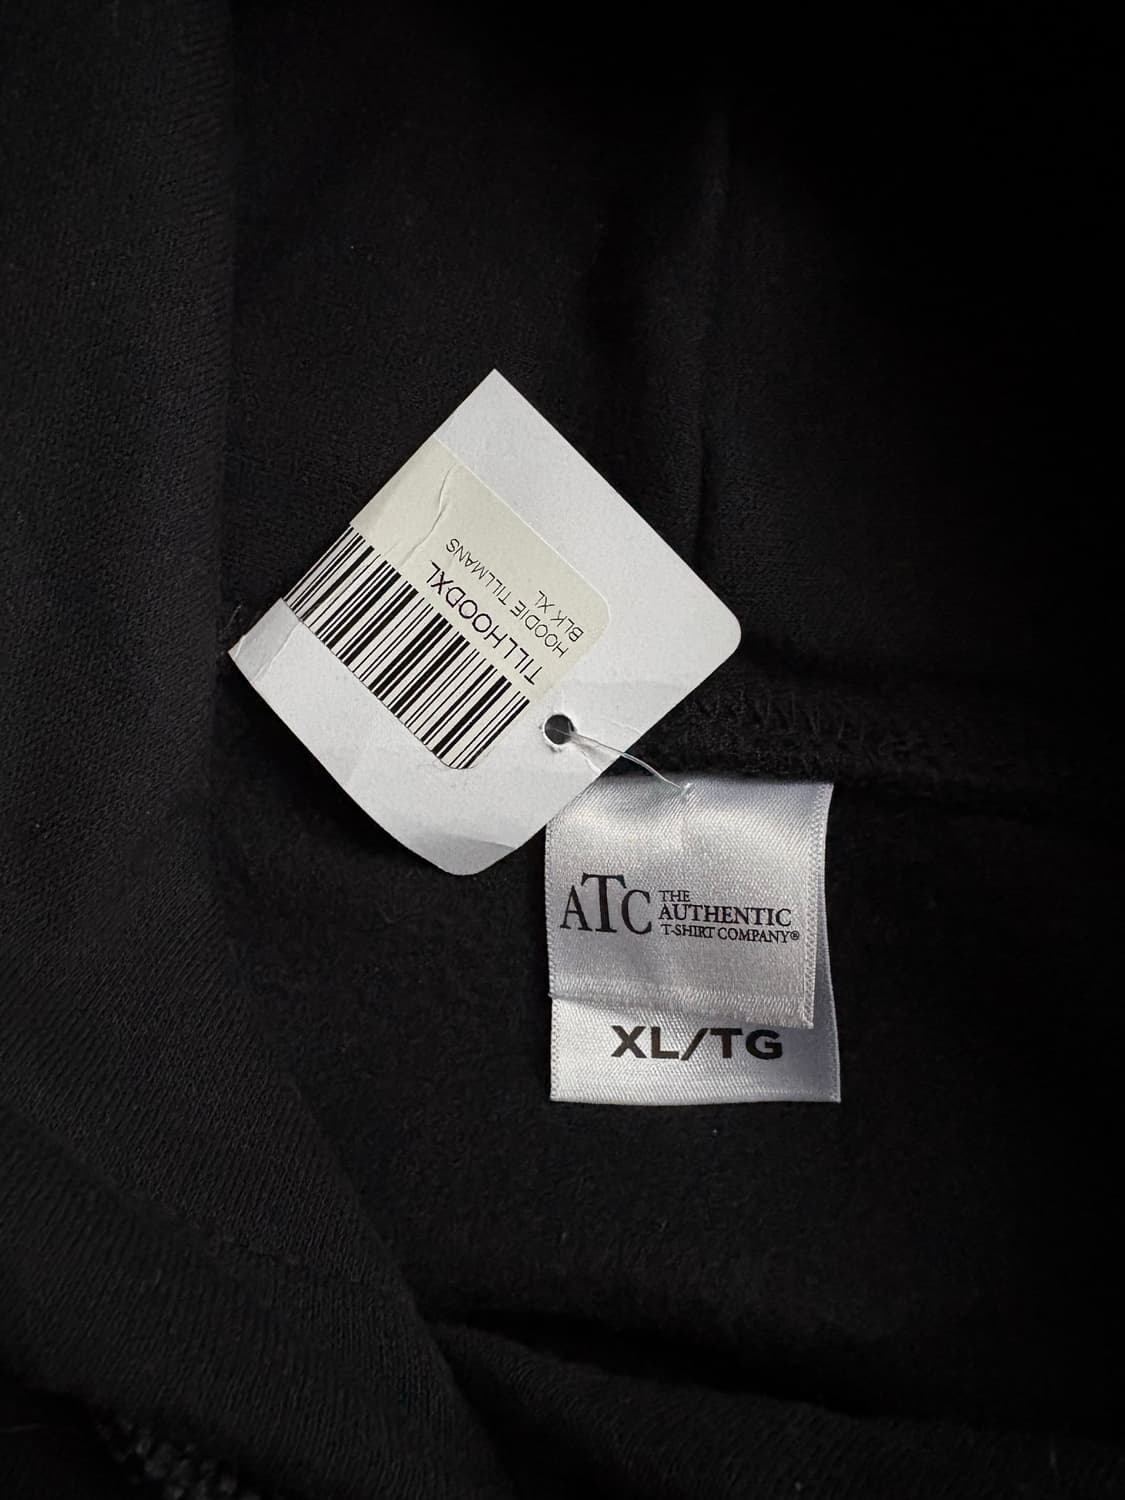 TILLHOODXL
HOODIE TILLMANS
BLK XL
ATC THE
AUTHENTIC
T-SHIRT COMPANY®
XL/TG